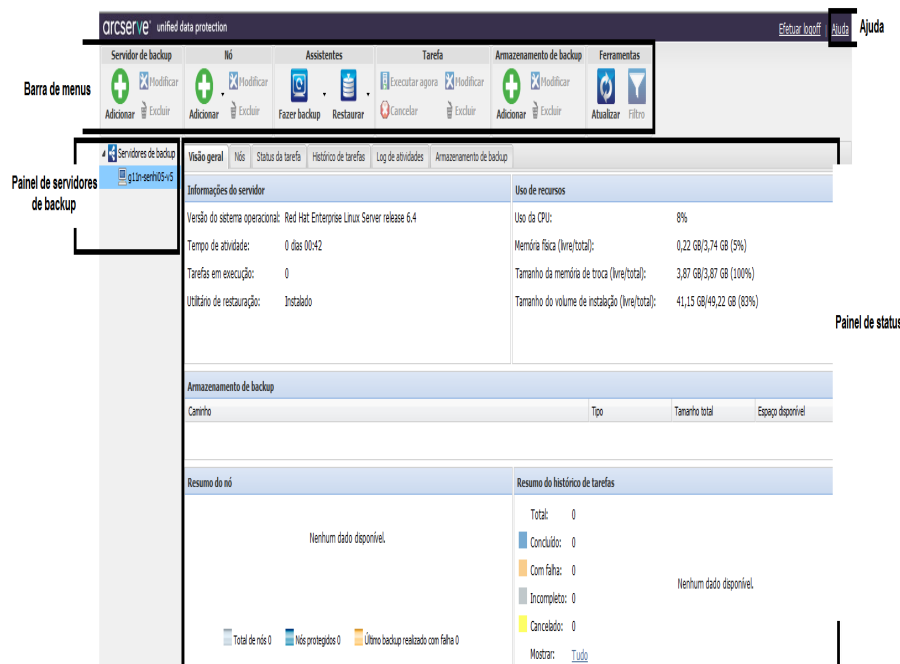 arcserve® unified data protection
Efetuar logoff | Ajuda
Ajuda
Barra de menus
Servidor de backup
Adicionar
Modificar
Excluir
Nó
Adicionar
Modificar
Excluir
Assistentes
Fazer backup
Restaurar
Tarefa
Executar agora
Modificar
Cancelar
Excluir
Armazenamento de backup
Adicionar
Modificar
Excluir
Ferramentas
Atualizar
Filtro
Painel de servidores
de backup
Servidores de backup
g11n-senhi05-v5
Visão geral
Nós
Status da tarefa
Histórico de tarefas
Log de atividades
Armazenamento de backup
Informações do servidor
Versão do sistema operacional: Red Hat Enterprise Linux Server release 6.4
Tempo de atividade: 0 dias 00:42
Tarefas em execução: 0
Utilitário de restauração: Instalado
Uso de recursos
Uso da CPU: 8%
Memória física (livre/total): 0,22 GB/3,74 GB (5%)
Tamanho da memória de troca (livre/total): 3,87 GB/3,87 GB (100%)
Tamanho do volume de instalação (livre/total): 41,15 GB/49,22 GB (83%)
Painel de status
Armazenamento de backup
Caminho
Tipo
Tamanho total
Espaço disponível
Resumo do nó
Nenhum dado disponível.
Total de nós 0
Nós protegidos 0
Último backup realizado com falha 0
Resumo do histórico de tarefas
Total: 0
Concluído: 0
Com falha: 0
Incompleto: 0
Cancelado: 0
Nenhum dado disponível.
Mostrar: Tudo